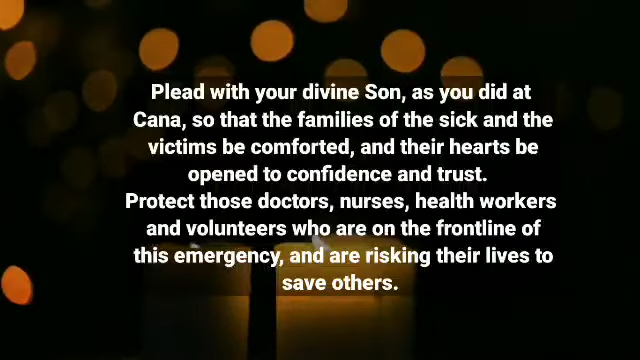 Plead with your divine Son, as you did at
Cana, so that the families of the sick and the
victims be comforted, and their hearts be
opened to confidence and trust.
Protect those doctors, nurses, health workers
and volunteers who are on the frontline of
this emergency, and are risking their lives to
save others.